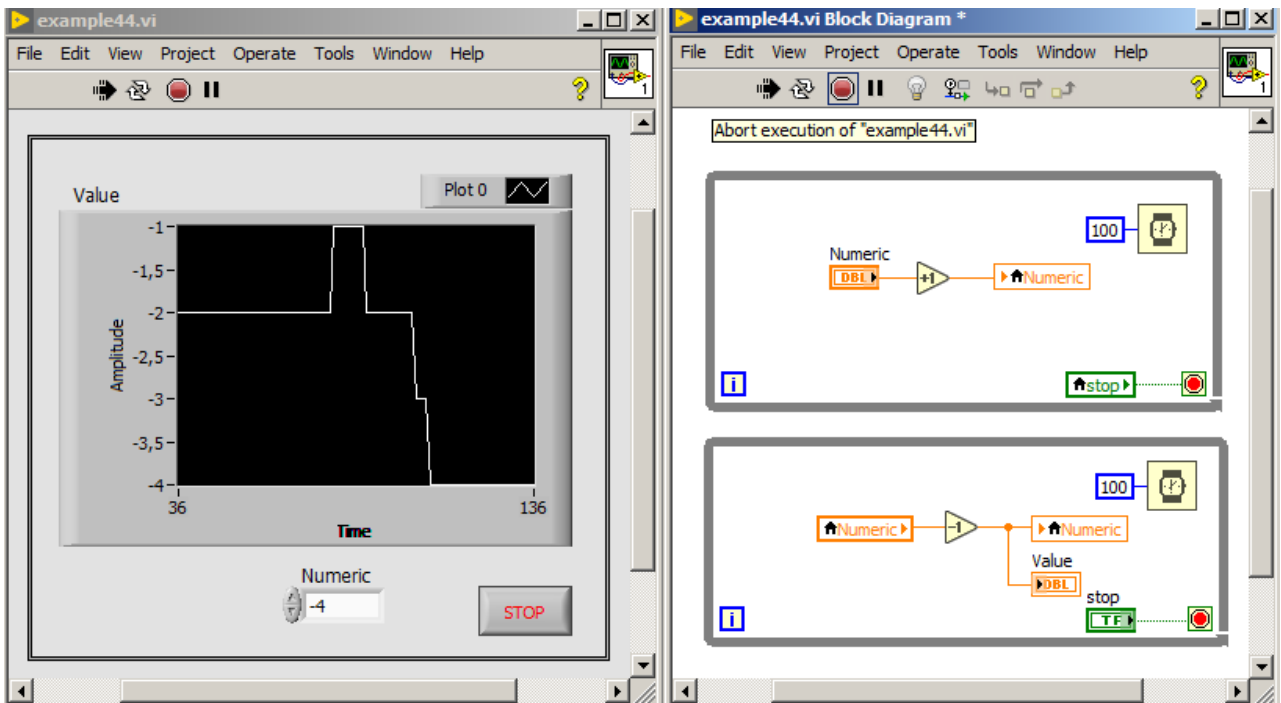 example44.vi
File Edit View Project Operate Tools Window Help
1
Value
Plot 0
-1
-1,5
-2
-2,5
-3
-3,5
-4
Amplitude
36
136
Time
Numeric
-4
STOP
example44.vi Block Diagram *
File Edit View Project Operate Tools Window Help
1
Abort execution of "example44.vi"
100
Numeric
DBL
+1
Numeric
i
stop
100
Numeric
-1
Numeric
Value
DBL
stop
TF
i